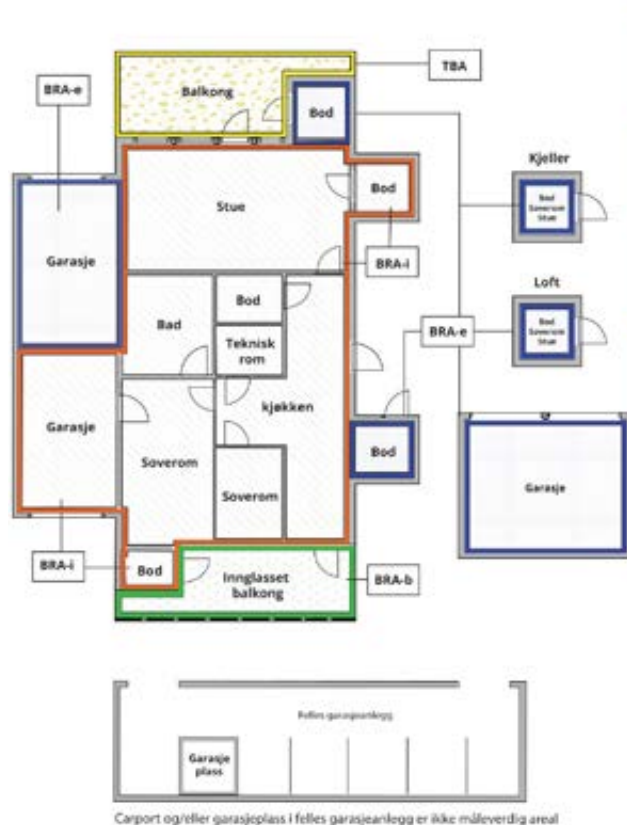 TBA
BRA-e
Balkong
Bod
Kjeller
Bod
Soverom
Stue
Bod
Stue
BRA-i
Garasje
Loft
Bod
Bad
Bod
Soverom
Stue
Teknisk
rom
BRA-e
kjøkken
Garasje
Bod
Soverom
Garasje
Soverom
BRA-i
Bod
Innglasset
balkong
BRA-b
Felles garasjeanlegg
Garasje
plass
Carport og/eller garasjeplass i felles garasjeanlegg er ikke måleverdig areal